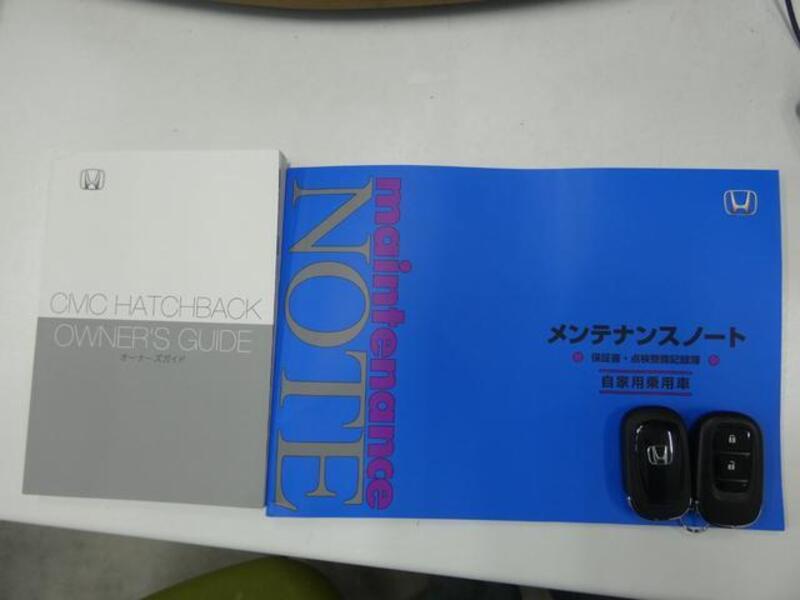 CMC HATCHBACK
OWNER'S GUIDE
オーナーズガイド
maintenance
NOTE
メンテナンスノート
保証書・点検整備記録簿
自家用乗用車